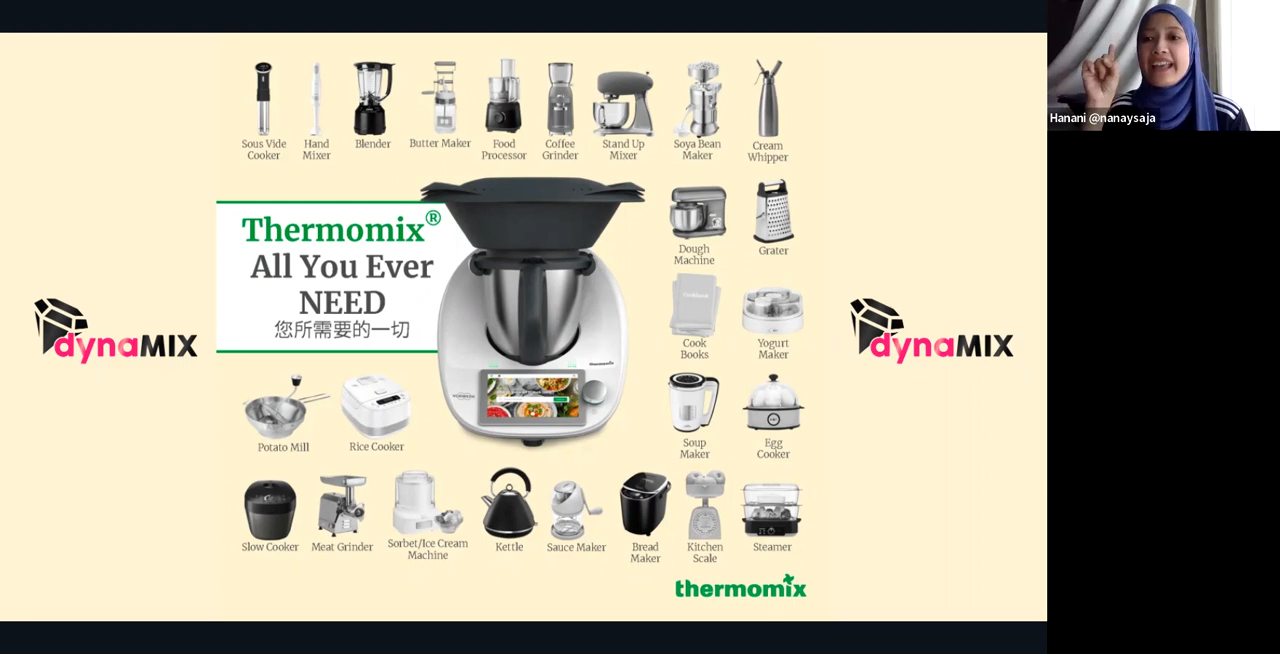 Hanani @nanaysaja
Sous Vide
Cooker
Hand
Mixer
Blender
Butter Maker
Food
Processor
Coffee
Grinder
Stand Up
Mixer
Soya Bean
Maker
Cream
Whipper
Thermomix®
All You Ever
NEED
您所需要的一切
Dough
Machine
Grater
CookBook
Cook
Books
Yogurt
Maker
dynaMIX
dynaMIX
thermomix
Potato Mill
Rice Cooker
Soup
Maker
Egg
Cooker
Slow Cooker
Meat Grinder
Sorbet/Ice Cream
Machine
Kettle
Sauce Maker
Bread
Maker
Kitchen
Scale
Steamer
thermomix